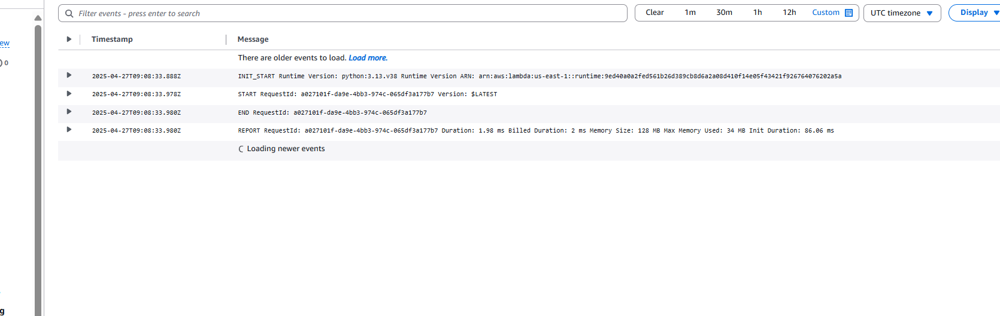 Filter events - press enter to search
Clear 1m 30m 1h 12h Custom UTC timezone Display
ew
Timestamp Message
0
There are older events to load. Load more.
2025-04-27T09:08:33.888Z INIT_START Runtime Version: python:3.13.v38 Runtime Version ARN: arn:aws:lambda:us-east-1::runtime:9ed40a0a2fed561b26d389cb8d6a2a08d410f14e05f43421f926764076202a5a
2025-04-27T09:08:33.978Z START RequestId: a027101f-da9e-4bb3-974c-065df3a177b7 Version: $LATEST
2025-04-27T09:08:33.980Z END RequestId: a027101f-da9e-4bb3-974c-065df3a177b7
2025-04-27T09:08:33.980Z REPORT RequestId: a027101f-da9e-4bb3-974c-065df3a177b7 Duration: 1.98 ms Billed Duration: 2 ms Memory Size: 128 MB Max Memory Used: 34 MB Init Duration: 86.06 ms
Loading newer events
g